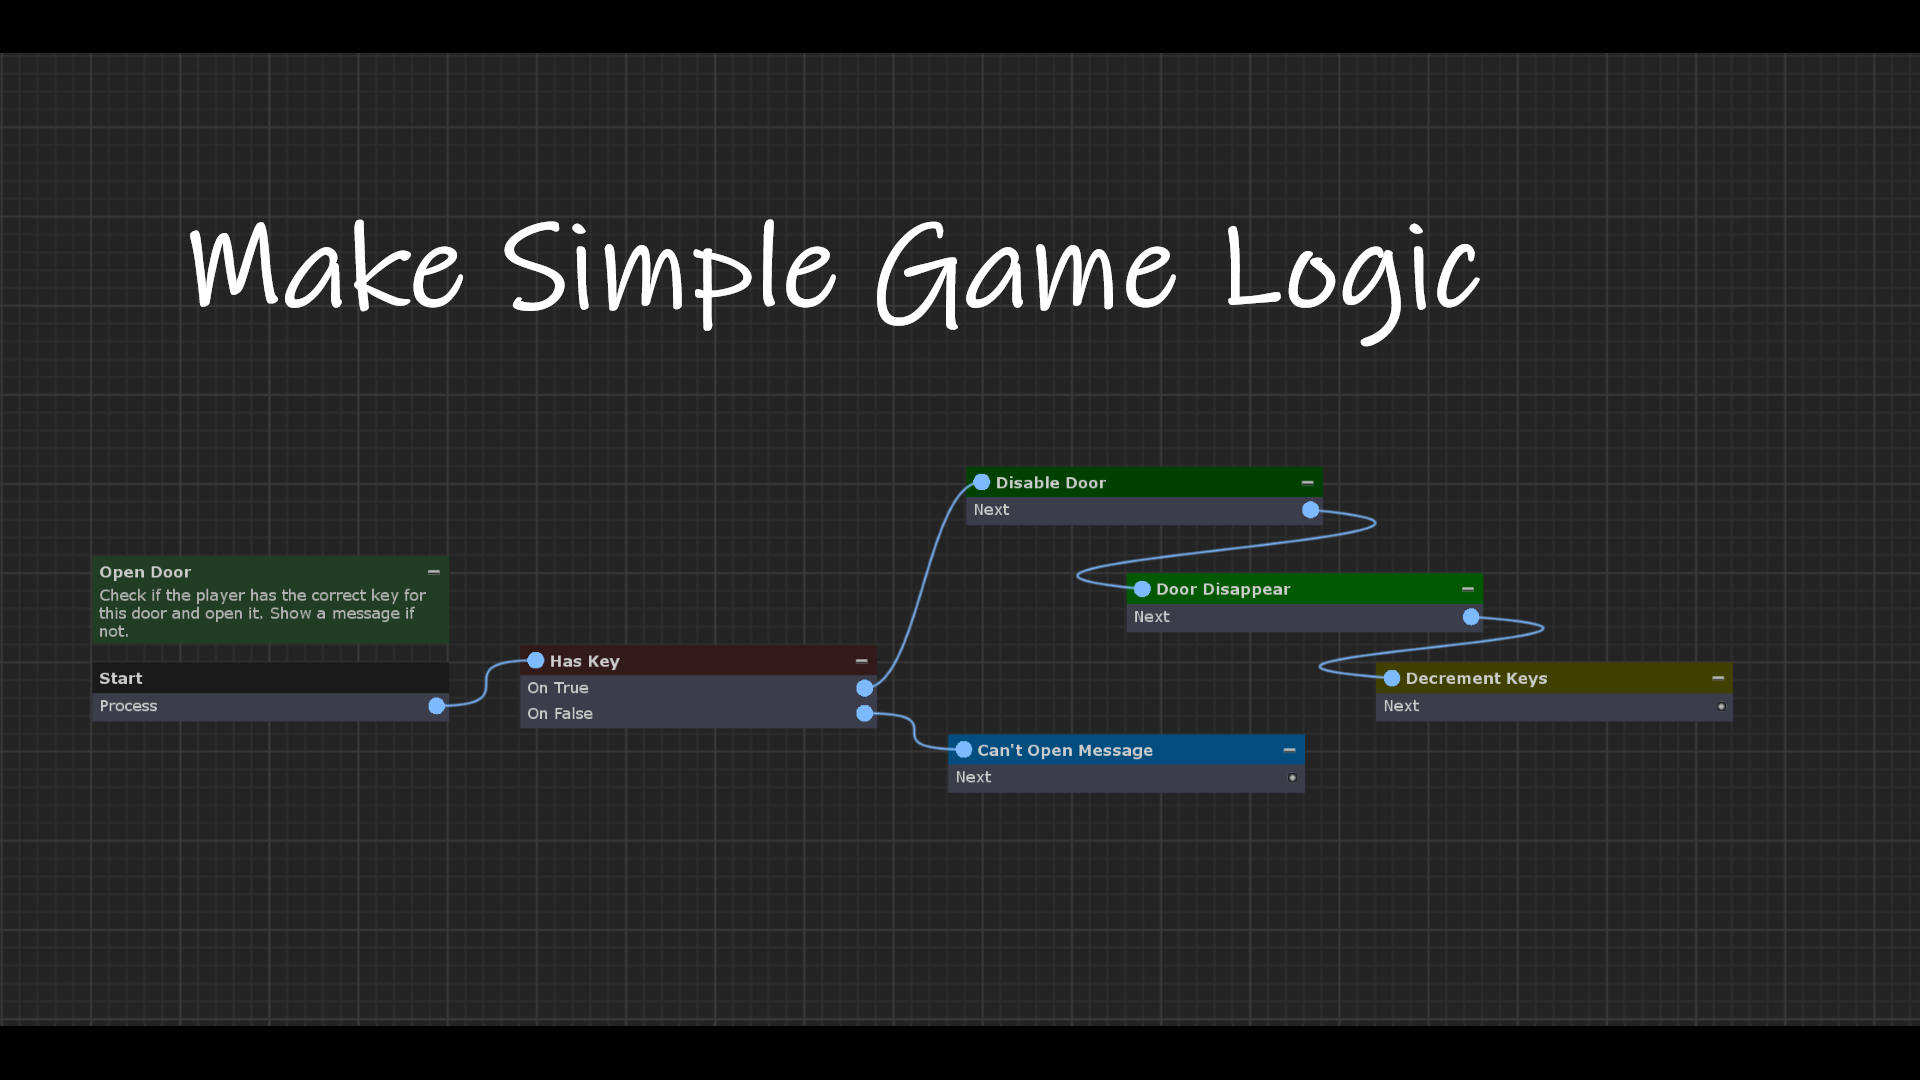 Make Simple Game Logic
Open Door
Check if the player has the correct key for
this door and open it. Show a message if
not.
Start
Process
Has Key
On True
On False
Disable Door
Next
Door Disappear
Next
Decrement Keys
Next
Can't Open Message
Next